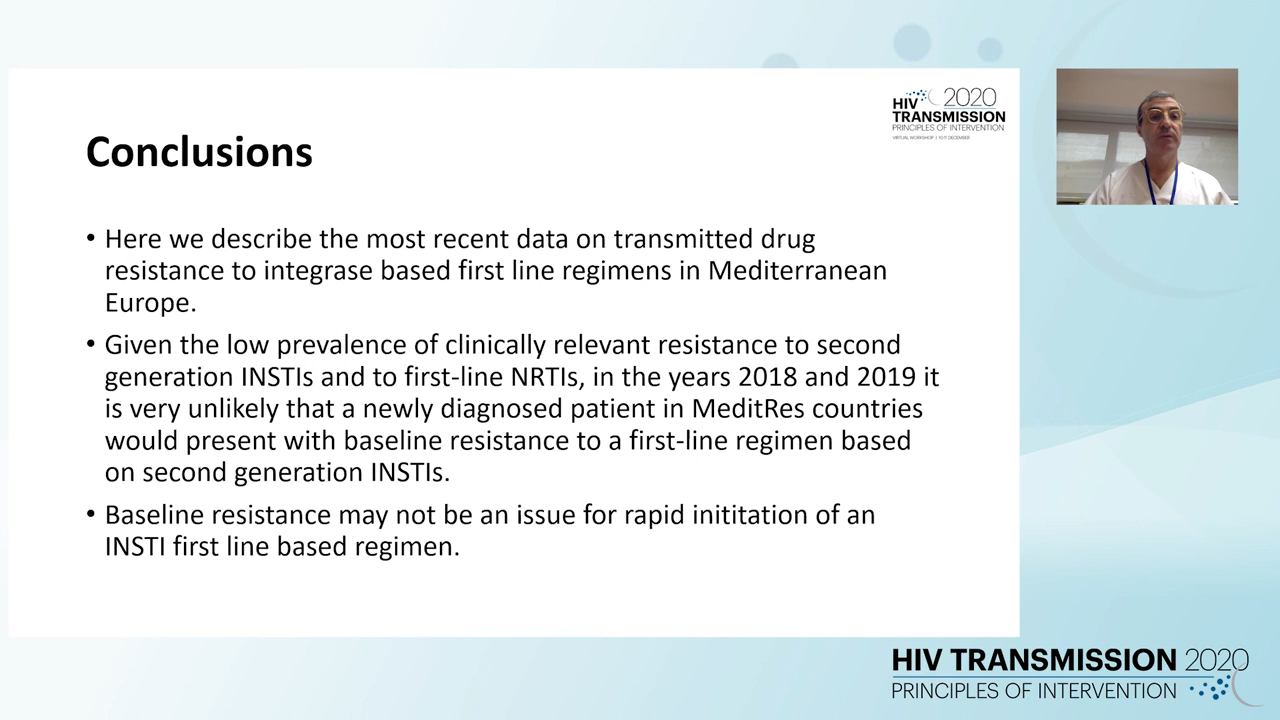 HIV 2020
TRANSMISSION
PRINCIPLES OF INTERVENTION
VIRTUAL WORKSHOP | 10-11 DECEMBER
Conclusions
• Here we describe the most recent data on transmitted drug
resistance to integrase based first line regimens in Mediterranean
Europe.
• Given the low prevalence of clinically relevant resistance to second
generation INSTIs and to first-line NRTIs, in the years 2018 and 2019 it
is very unlikely that a newly diagnosed patient in MeditRes countries
would present with baseline resistance to a first-line regimen based
on second generation INSTIs.
• Baseline resistance may not be an issue for rapid inititation of an
INSTI first line based regimen.
HIV TRANSMISSION 2020
PRINCIPLES OF INTERVENTION